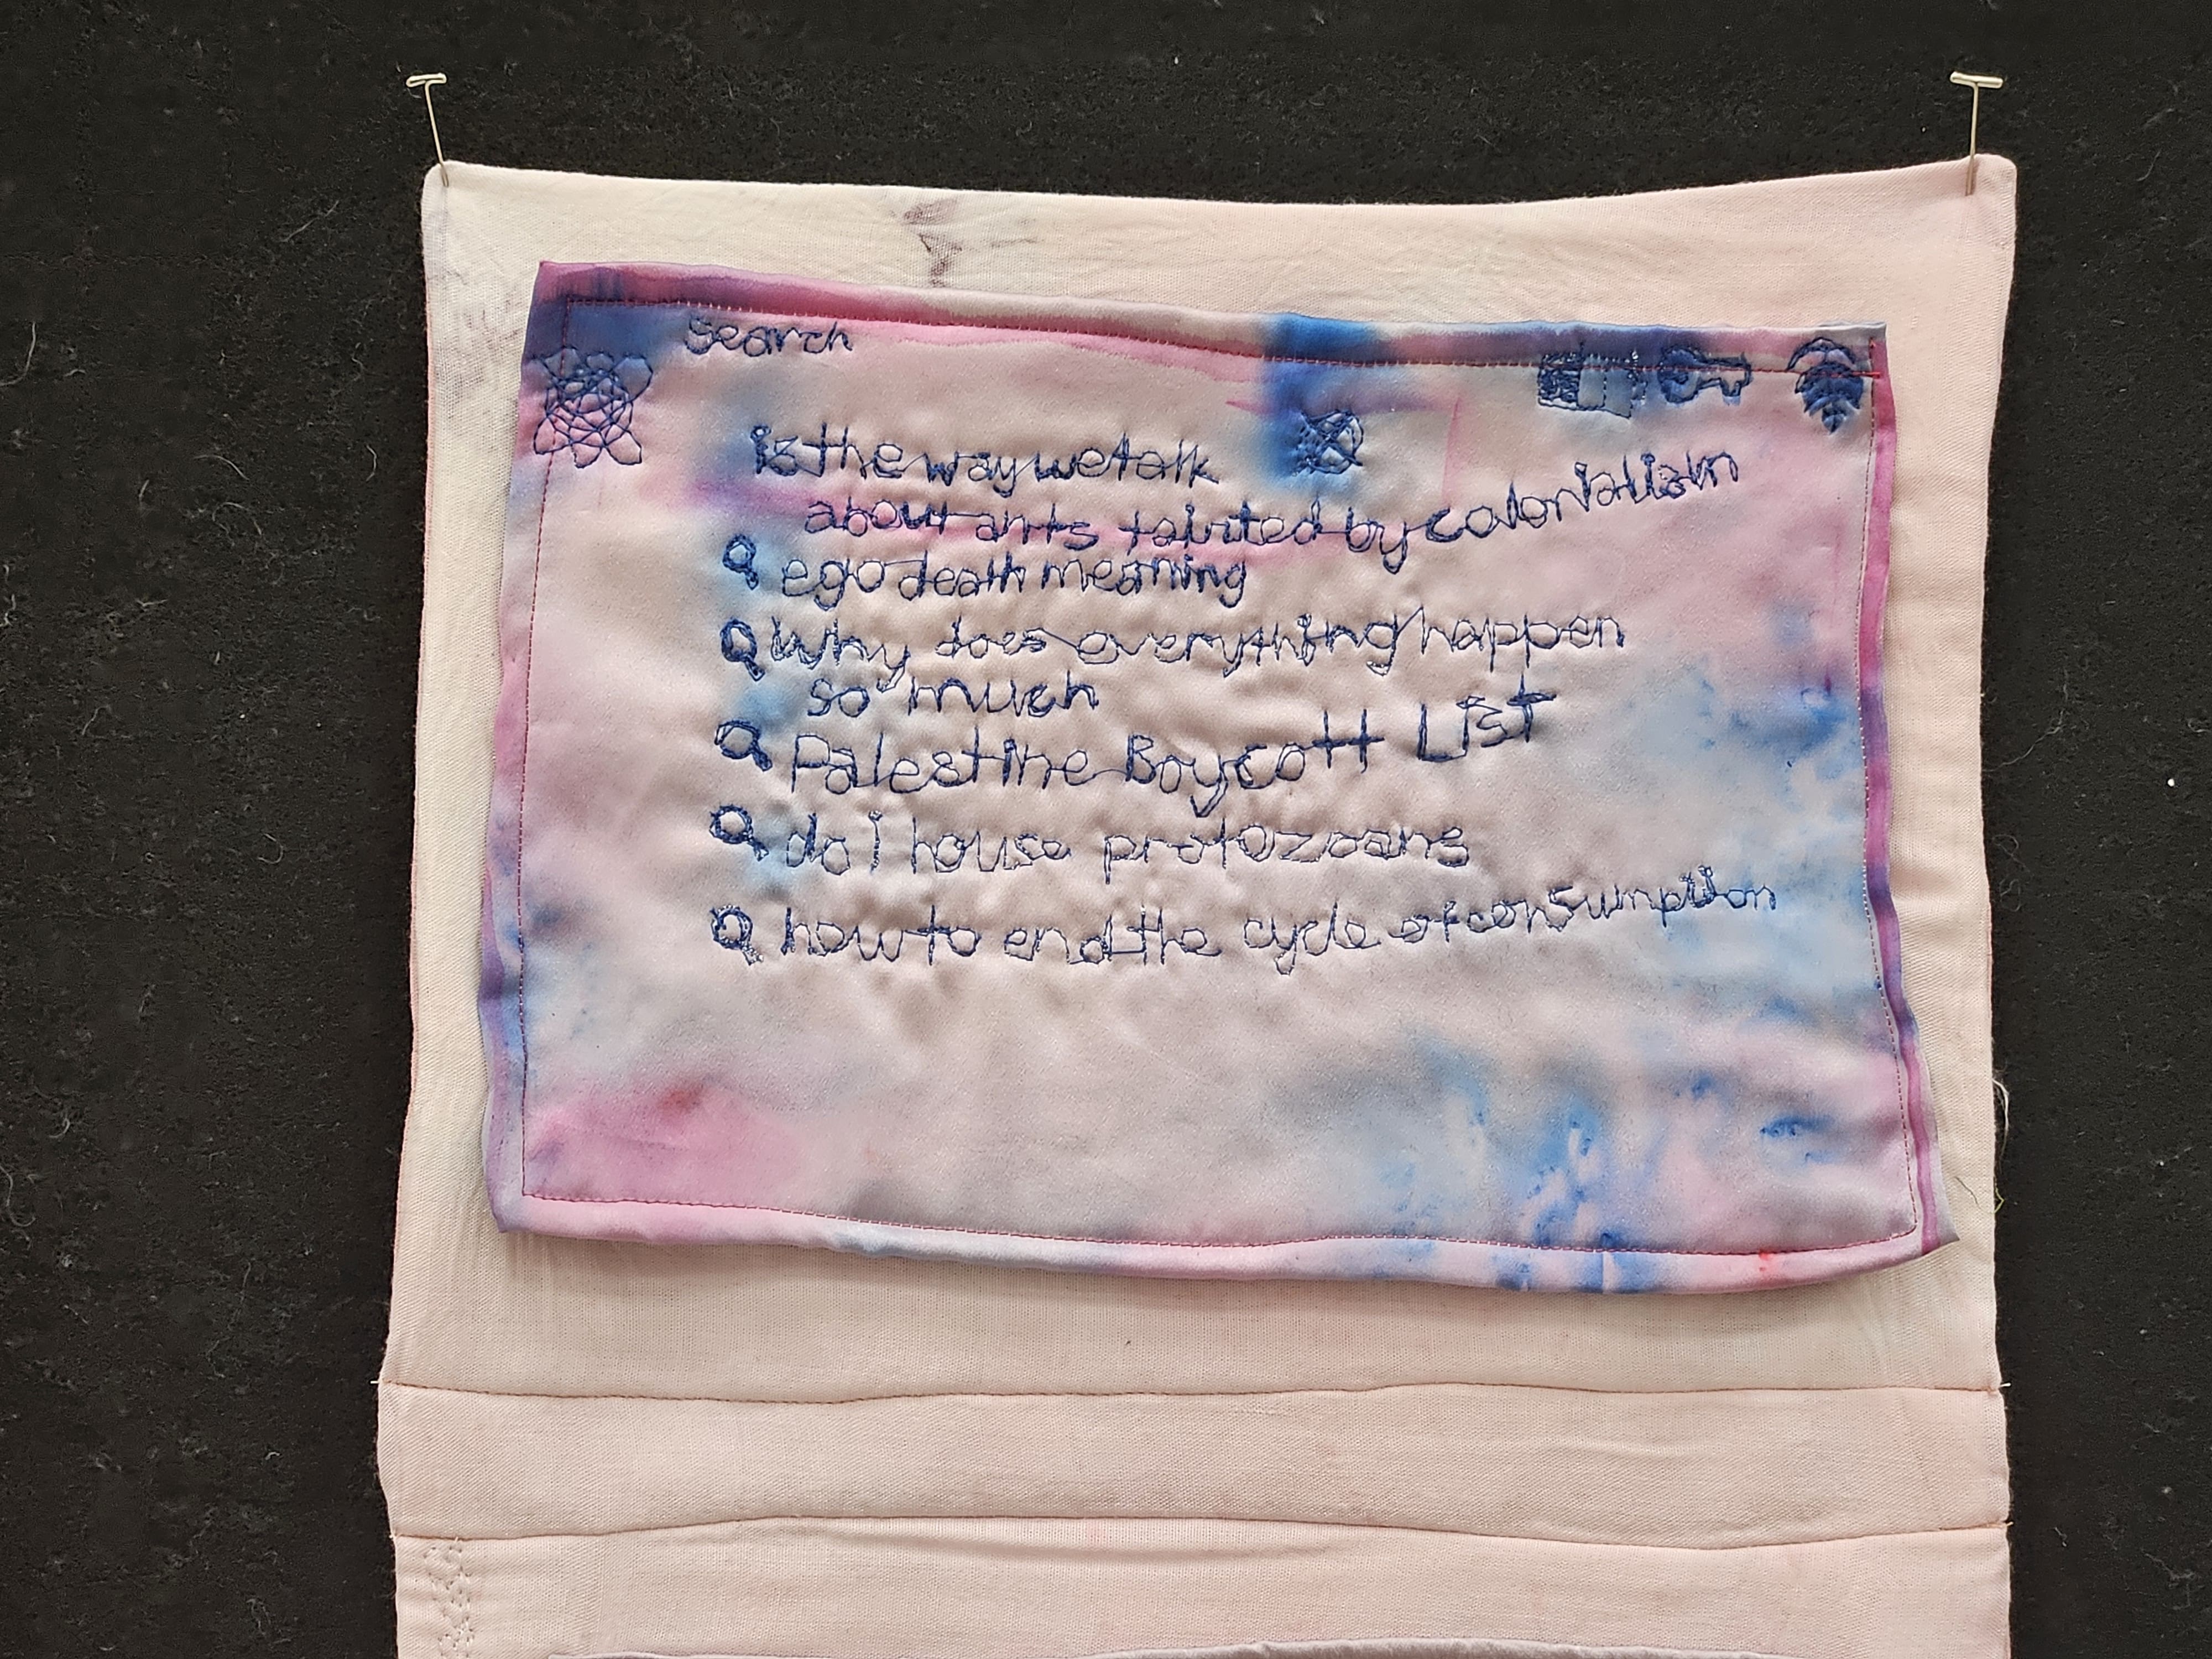 Search
is the way we talk
about ants tainted by colonialism
ego death meaning
Why does everything happen
so much
Palestine Boycott List
do i house protozoans
how to end the cycle of consumption